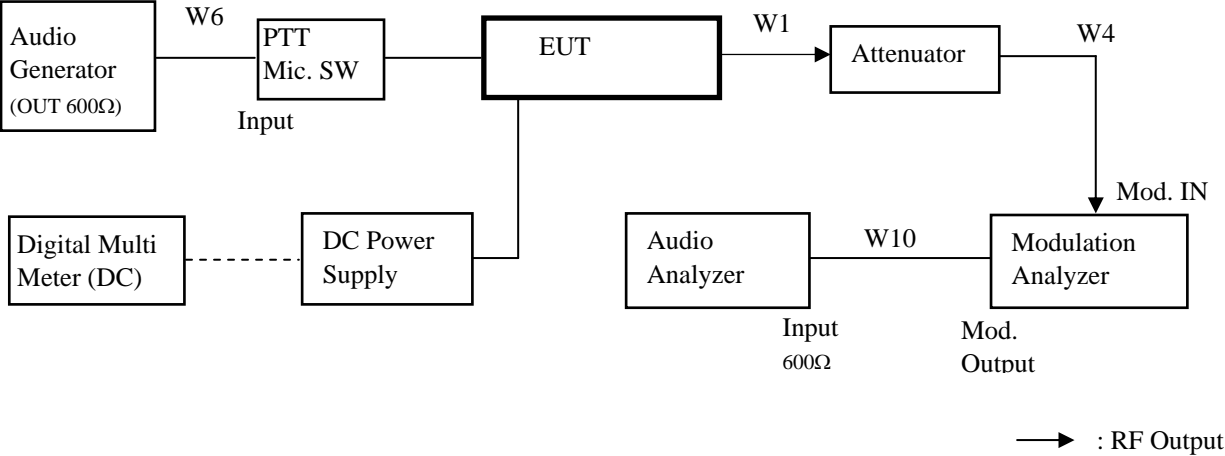 W6
Audio
Generator
(OUT 600Ω)
PTT
Mic. SW
Input
EUT
W1
Attenuator
W4
Mod. IN
Digital Multi
Meter (DC)
DC Power
Supply
Audio
Analyzer
W10
Modulation
Analyzer
Input
600Ω
Mod.
Output
: RF Output